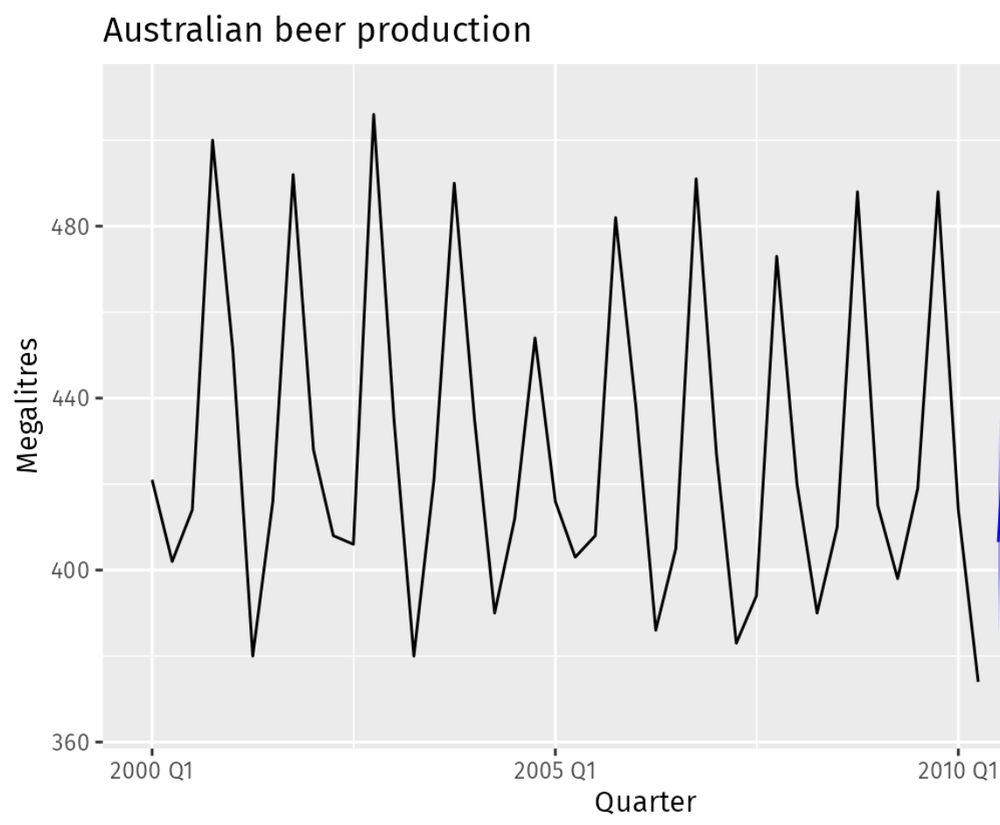 Australian beer production
480
440
400
360
Megalitres
2000 Q1
2005 Q1
2010 Q1
Quarter